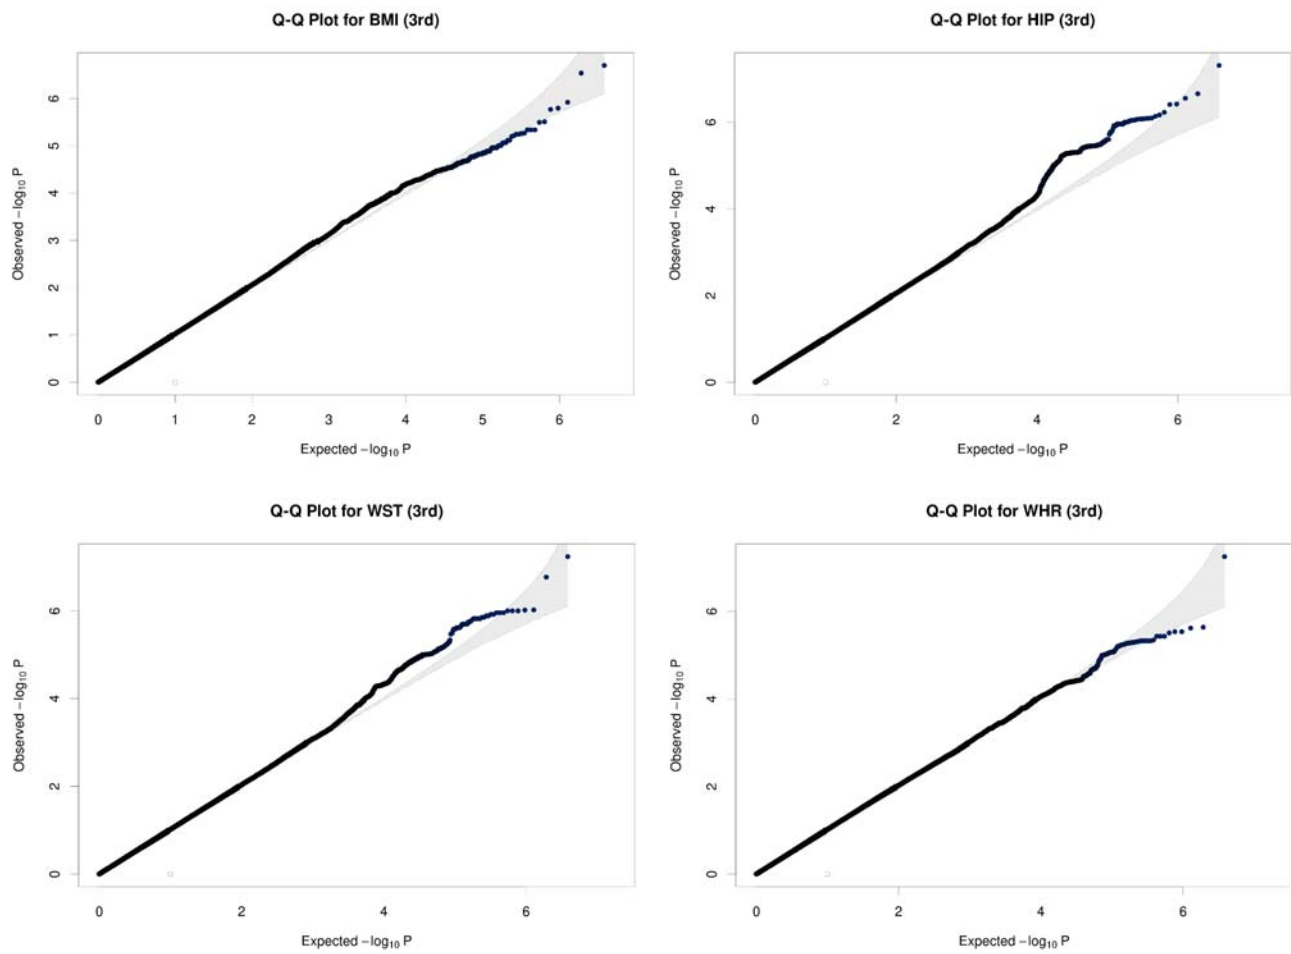 Q-Q Plot for BMI (3rd)
Observed −log₁₀ P
6
5
4
3
2
1
0
0 1 2 3 4 5 6
Expected −log₁₀ P
Q-Q Plot for HIP (3rd)
Observed −log₁₀ P
6
4
2
0
0 2 4 6
Expected −log₁₀ P
Q-Q Plot for WST (3rd)
Observed −log₁₀ P
6
4
2
0
0 2 4 6
Expected −log₁₀ P
Q-Q Plot for WHR (3rd)
Observed −log₁₀ P
6
4
2
0
0 2 4 6
Expected −log₁₀ P